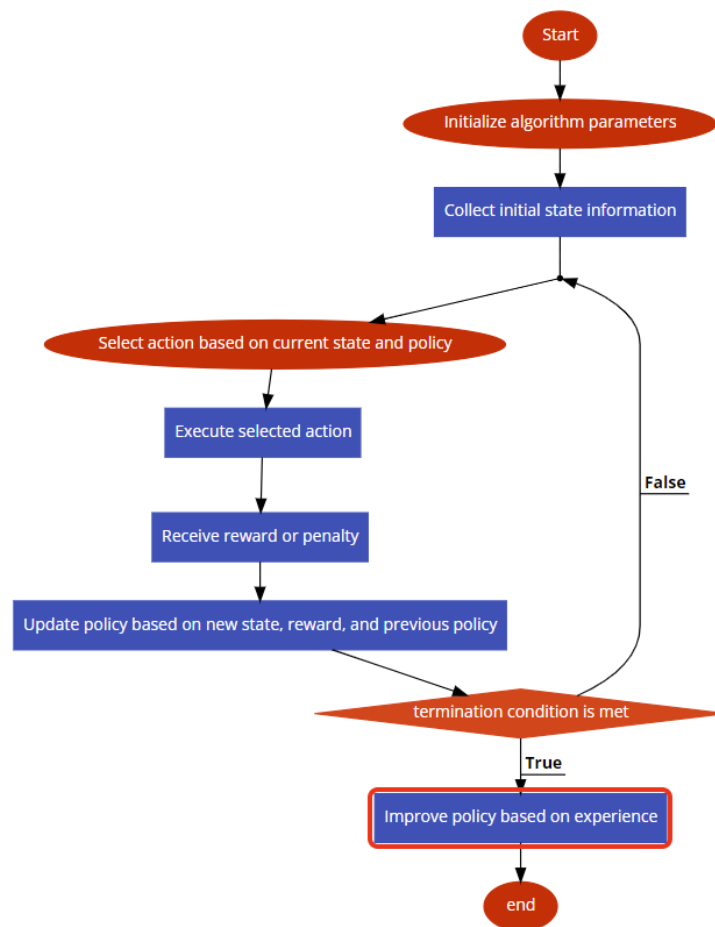 Start
Initialize algorithm parameters
Collect initial state information
Select action based on current state and policy
Execute selected action
False
Receive reward or penalty
Update policy based on new state, reward, and previous policy
termination condition is met
True
Improve policy based on experience
end